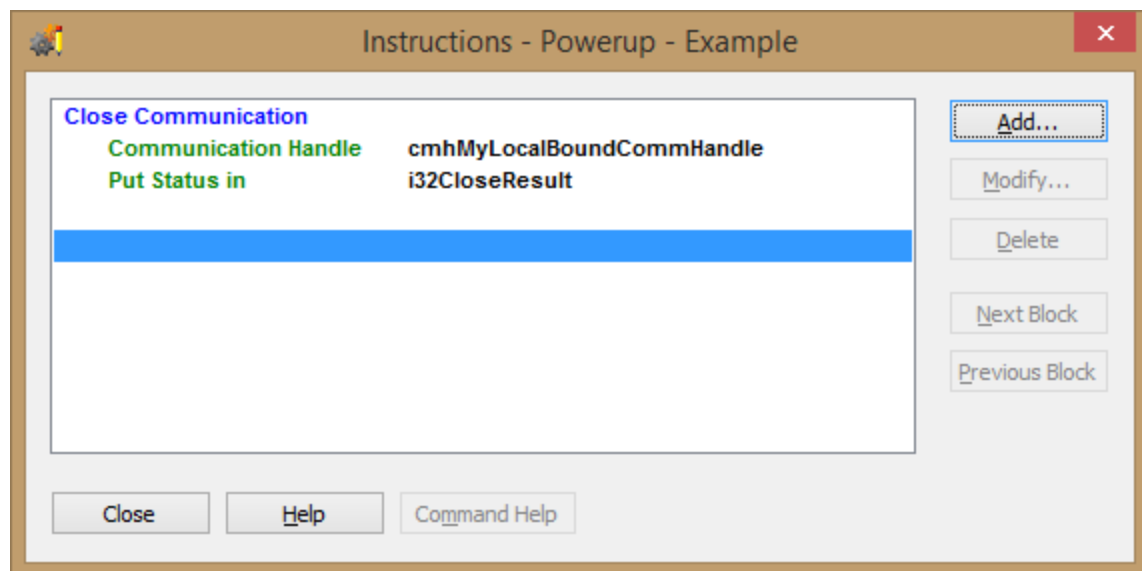 Instructions - Powerup - Example
Close Communication
Communication Handle cmhMyLocalBoundCommHandle
Put Status in i32CloseResult
Add...
Modify...
Delete
Next Block
Previous Block
Close Help Command Help